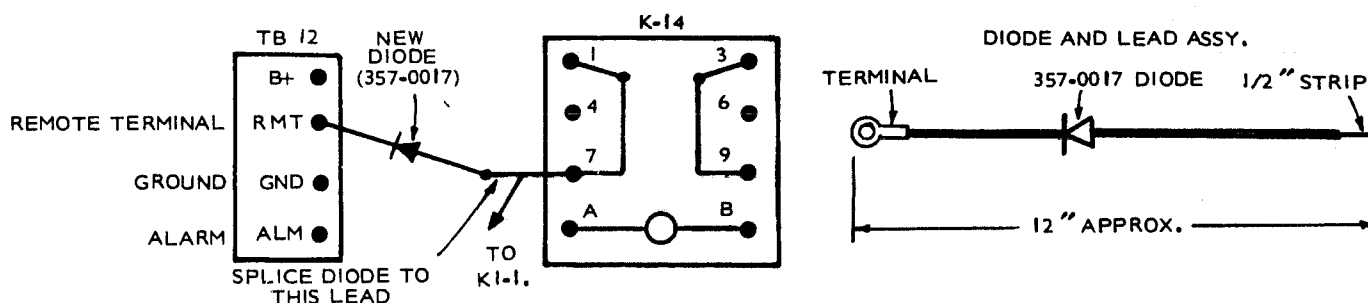 K-14
TB 12
NEW
DIODE
(357-0017)
B+
RMT
GND
ALM
REMOTE TERMINAL
GROUND
ALARM
SPLICE DIODE TO
THIS LEAD
TO
K1-1.
1
3
4
6
7
9
A
B
DIODE AND LEAD ASSY.
TERMINAL
357-0017 DIODE
1/2" STRIP
12" APPROX.